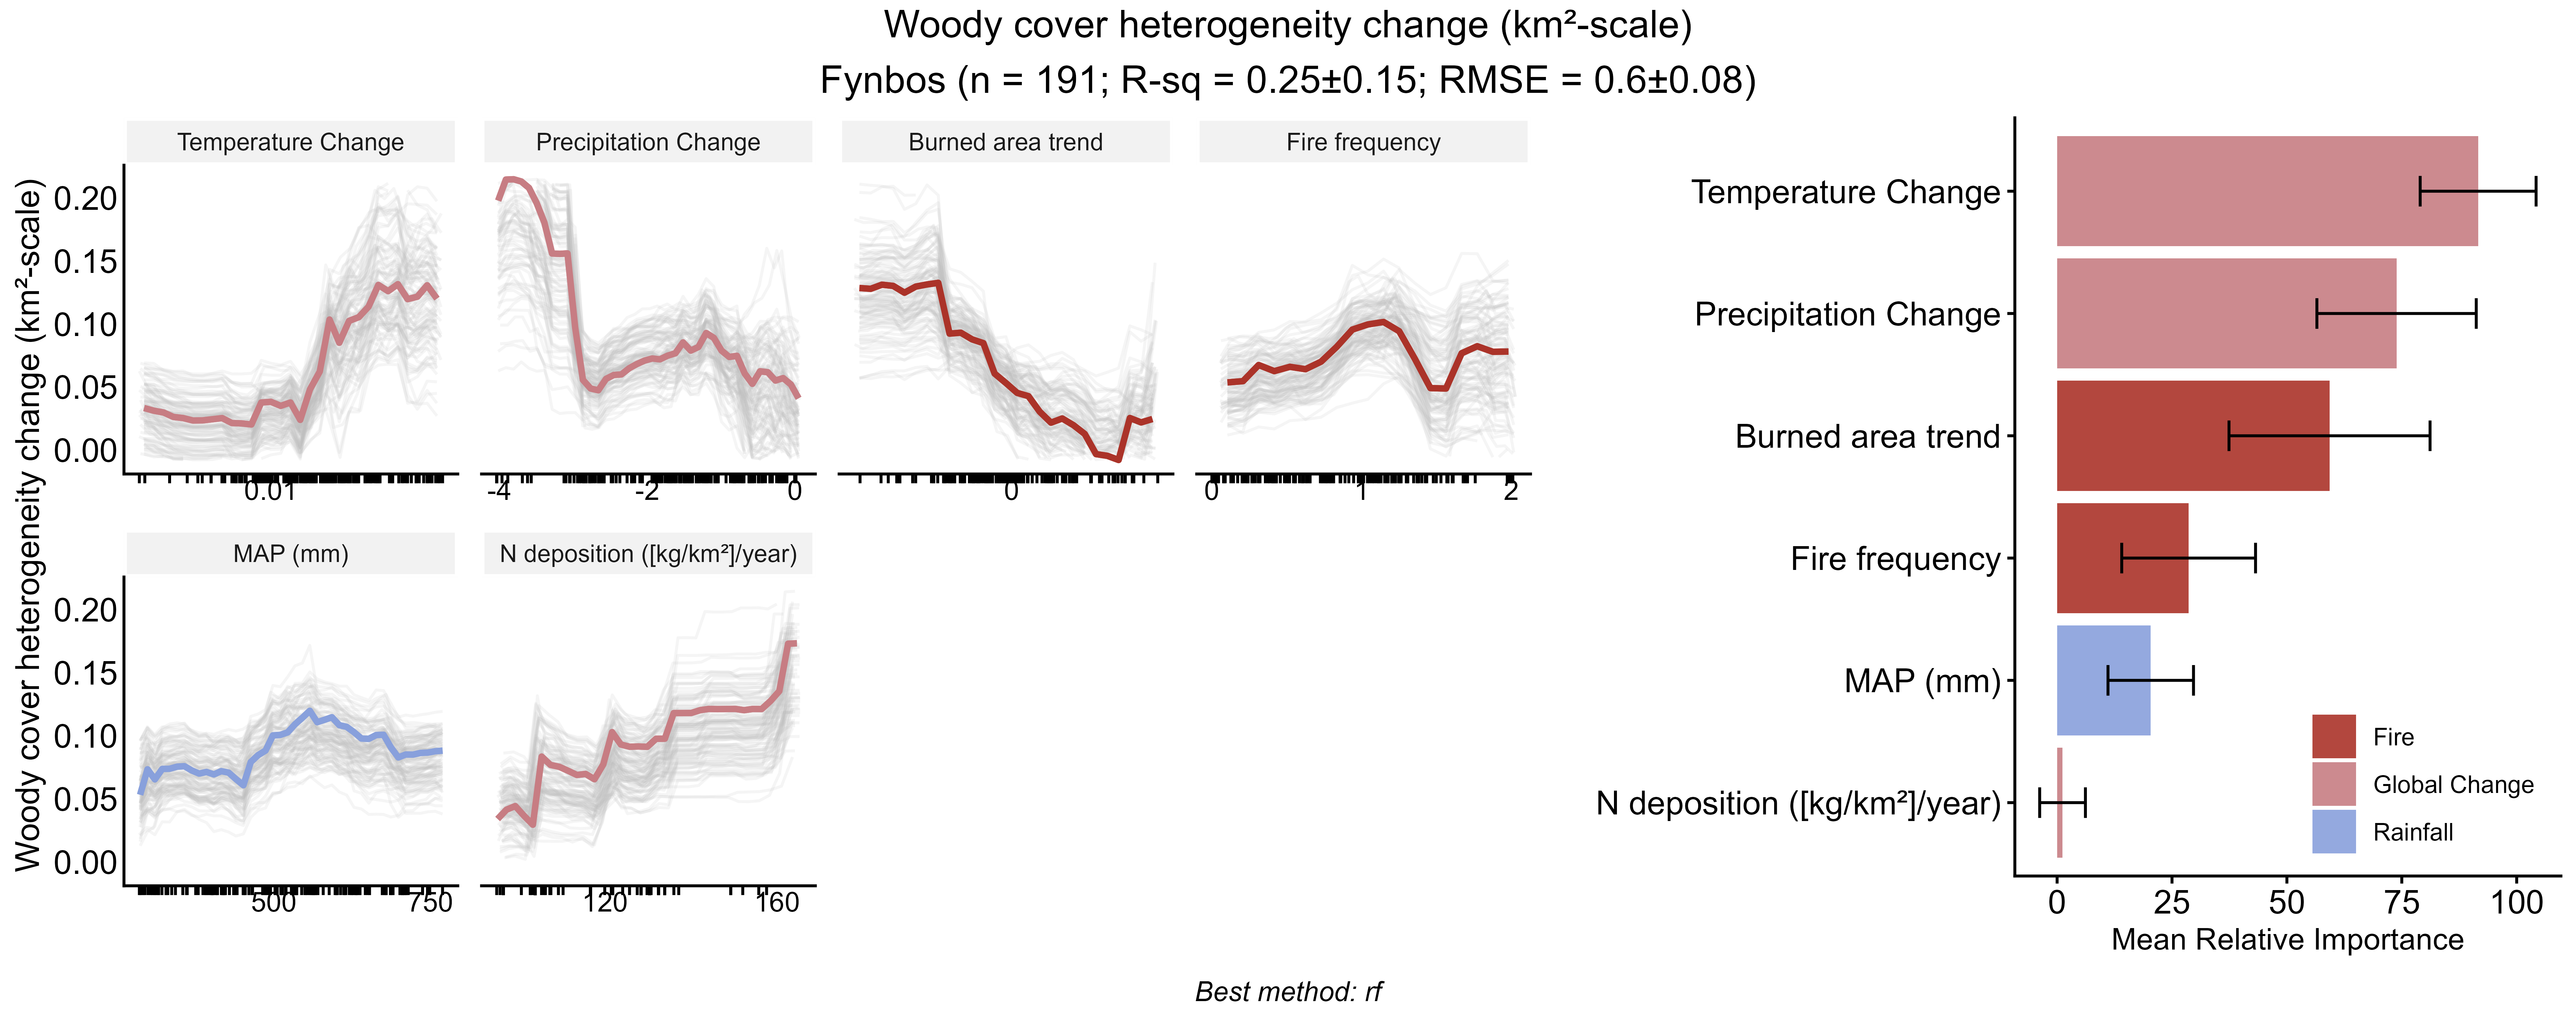 Woody cover heterogeneity change (km²-scale)
Fynbos (n = 191; R-sq = 0.25±0.15; RMSE = 0.6±0.08)
Woody cover heterogeneity change (km²-scale)
Temperature Change
Precipitation Change
Burned area trend
Fire frequency
0.20
0.15
0.10
0.05
0.00
0.01
-4 -2 0
0
0 1 2
MAP (mm)
N deposition ([kg/km²]/year)
0.20
0.15
0.10
0.05
0.00
500 750
120 160
Temperature Change
Precipitation Change
Burned area trend
Fire frequency
MAP (mm)
N deposition ([kg/km²]/year)
Fire
Global Change
Rainfall
0 25 50 75 100
Mean Relative Importance
Best method: rf